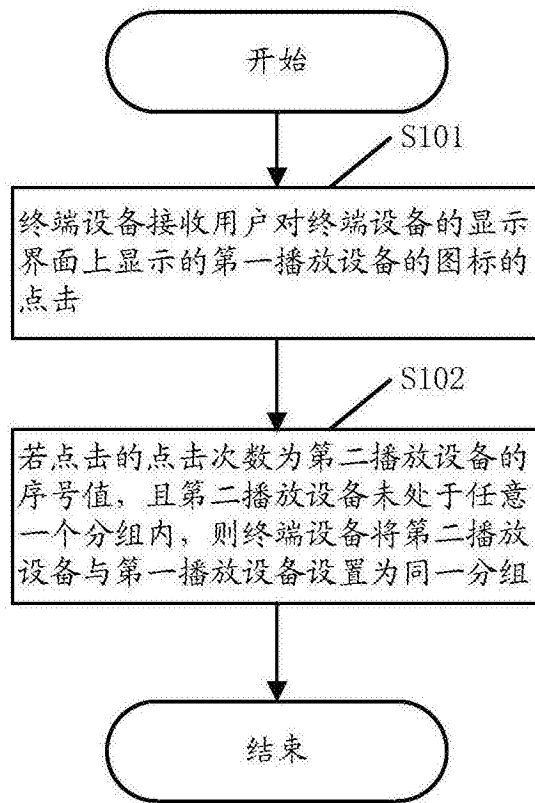 开始
S101
终端设备接收用户对终端设备的显示
界面上显示的第一播放设备的图标的
点击
S102
若点击的点击次数为第二播放设备的
序号值，且第二播放设备未处于任意
一个分组内，则终端设备将第二播放
设备与第一播放设备设置为同一分组
结束